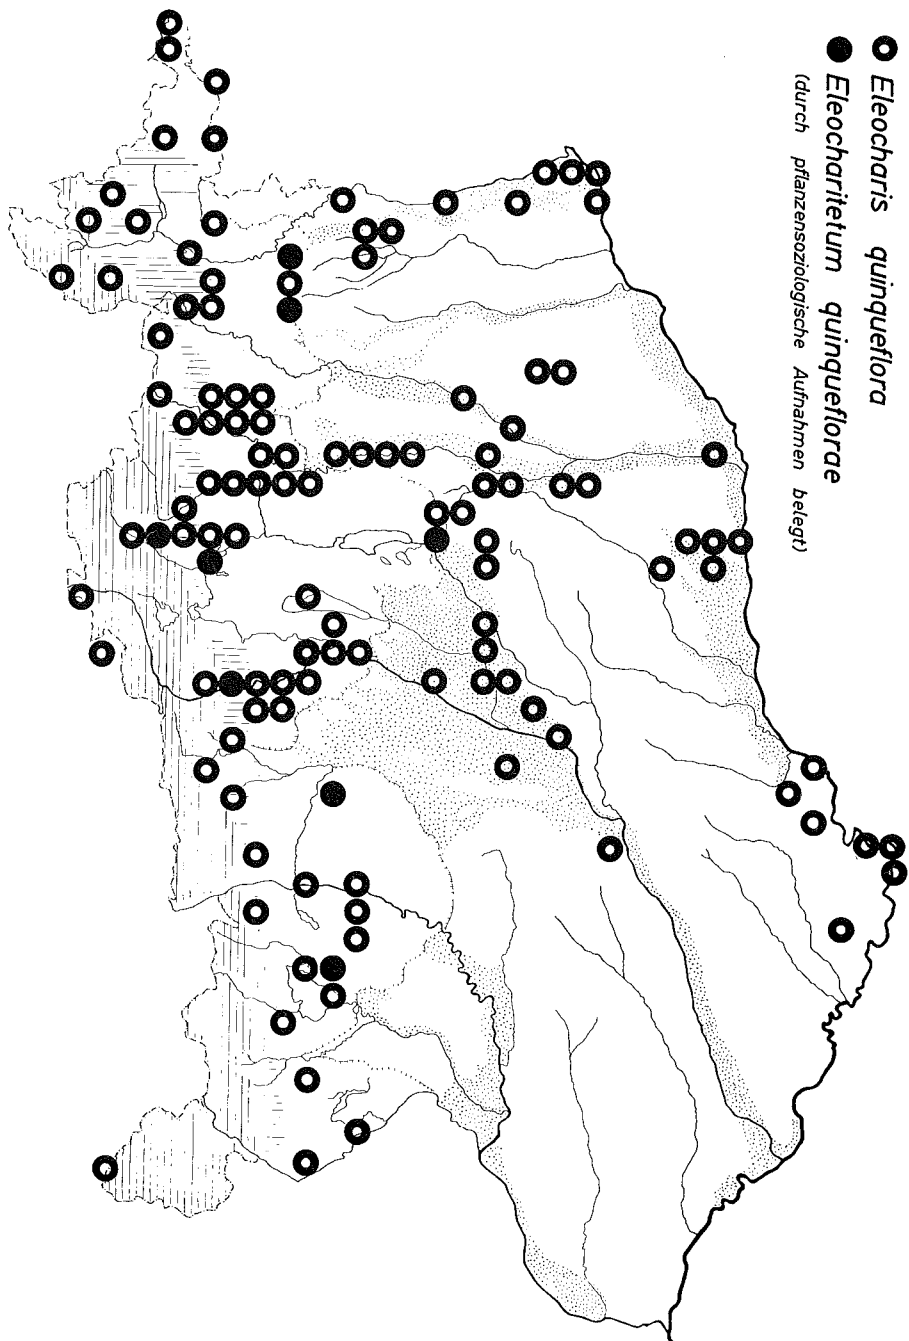 Eleocharis quinqueflora
Eleocharitetum quinqueflorae
(durch pflanzensoziologische Aufnahmen belegt)